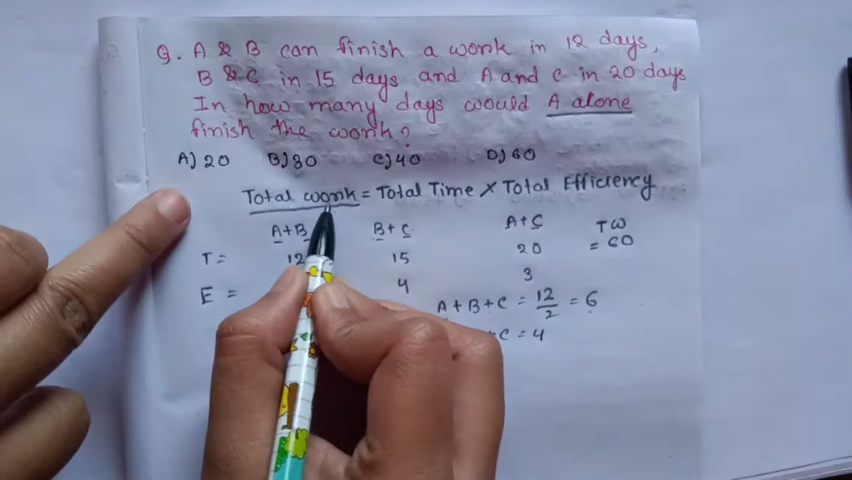 Q. A & B can finish a work in 12 days,
B & C in 15 days and A and C in 20 days
In how many days would A alone
finish the work?
A) 20 B) 30 C) 40 D) 60
Total work = Total Time × Total Efficiency
A+B B+C A+C TW
T = 12 15 20 = 60
E = 4 3
A+B+C = 12/2 = 6
C = 4